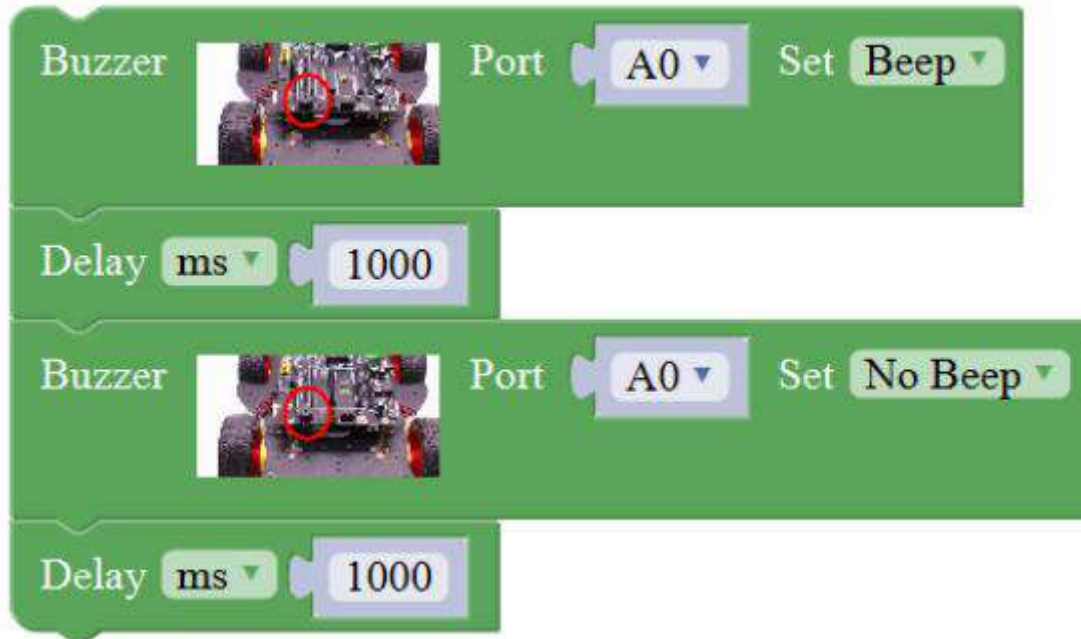 Buzzer Port A0 Set Beep
Delay ms 1000
Buzzer Port A0 Set No Beep
Delay ms 1000